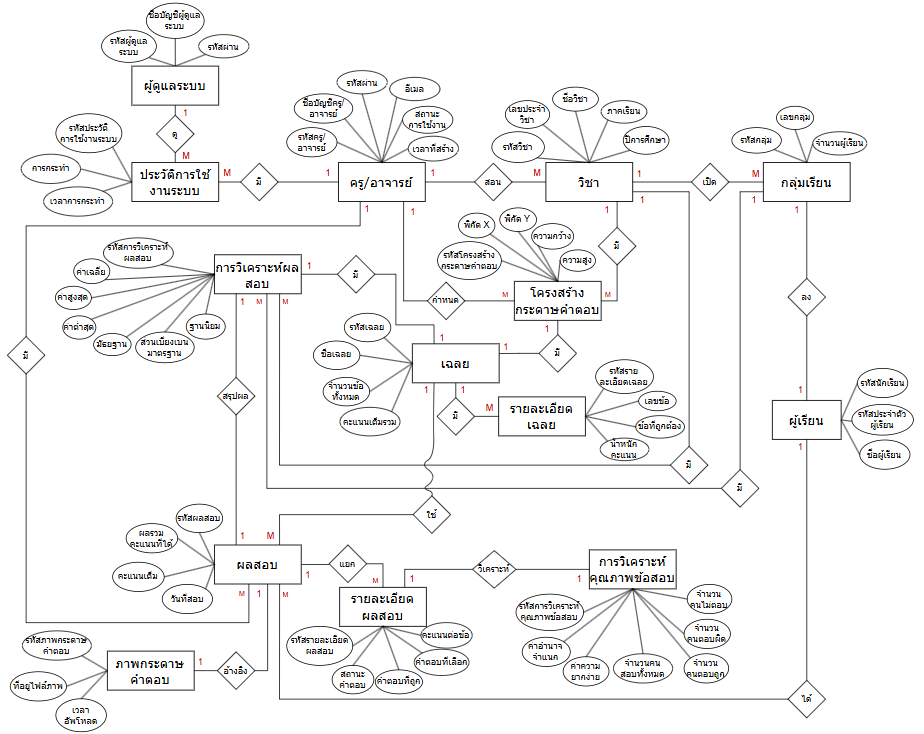 ชื่อบัญชีผู้ดูแล
ระบบ
รหัสผู้ดูแล
ระบบ
รหัสผ่าน
ผู้ดูแลระบบ
1
ดู
M
รหัสประวัติ
การใช้งานระบบ
การกระทำ
เวลาการกระทำ
ประวัติการใช้
งานระบบ
M
มี
1
รหัสผ่าน
อีเมล
ชื่อบัญชีครู/
อาจารย์
สถานะ
การใช้งาน
รหัสครู/
อาจารย์
เวลาที่สร้าง
ครู/อาจารย์
1
สอน
M
1
1
ชื่อวิชา
เลขประจำ
วิชา
ภาคเรียน
รหัสวิชา
ปีการศึกษา
วิชา
1
1
เปิด
M
1
1
เลขกลุ่ม
รหัสกลุ่ม
จำนวนผู้เรียน
กลุ่มเรียน
1
1
ลง
M
รหัสการวิเคราะห์
ผลสอบ
ค่าเฉลี่ย
ค่าสูงสุด
ค่าต่ำสุด
มัธยฐาน
ส่วนเบี่ยงเบน
มาตรฐาน
ฐานนิยม
การวิเคราะห์ผล
สอบ
1
1
M
M
มี
1
พิกัด X
พิกัด Y
ความกว้าง
ความสูง
รหัสโครงสร้าง
กระดาษคำตอบ
มี
กำหนด
M
โครงสร้าง
กระดาษคำตอบ
M
1
มี
1
มี
รหัสเฉลย
ชื่อเฉลย
จำนวนข้อ
ทั้งหมด
คะแนนเต็มรวม
เฉลย
1
1
มี
M
รายละเอียด
เฉลย
รหัสราย
ละเอียดเฉลย
เลขข้อ
ข้อที่ถูกต้อง
น้ำหนัก
คะแนน
สรุปผล
1
ผู้เรียน
รหัสนักเรียน
รหัสประจำตัว
ผู้เรียน
ชื่อผู้เรียน
1
มี
มี
ใช้
M
รหัสผลสอบ
ผลรวม
คะแนนที่ได้
คะแนนเต็ม
วันที่สอบ
ผลสอบ
1
M
1
M
แยก
M
วิเคราะห์
1
1
รายละเอียด
ผลสอบ
รหัสรายละเอียด
ผลสอบ
สถานะ
คำตอบ
คำตอบที่ถูก
คำตอบที่เลือก
คะแนนต่อข้อ
การวิเคราะห์
คุณภาพข้อสอบ
รหัสการวิเคราะห์
คุณภาพข้อสอบ
ค่าอำนาจ
จำแนก
ค่าความ
ยากง่าย
จำนวนคน
สอบทั้งหมด
จำนวน
คนตอบถูก
จำนวน
คนตอบผิด
จำนวน
คนไม่ตอบ
รหัสภาพกระดาษ
คำตอบ
ที่อยู่ไฟล์ภาพ
เวลา
อัพโหลด
ภาพกระดาษ
คำตอบ
1
อ้างอิง
ได้